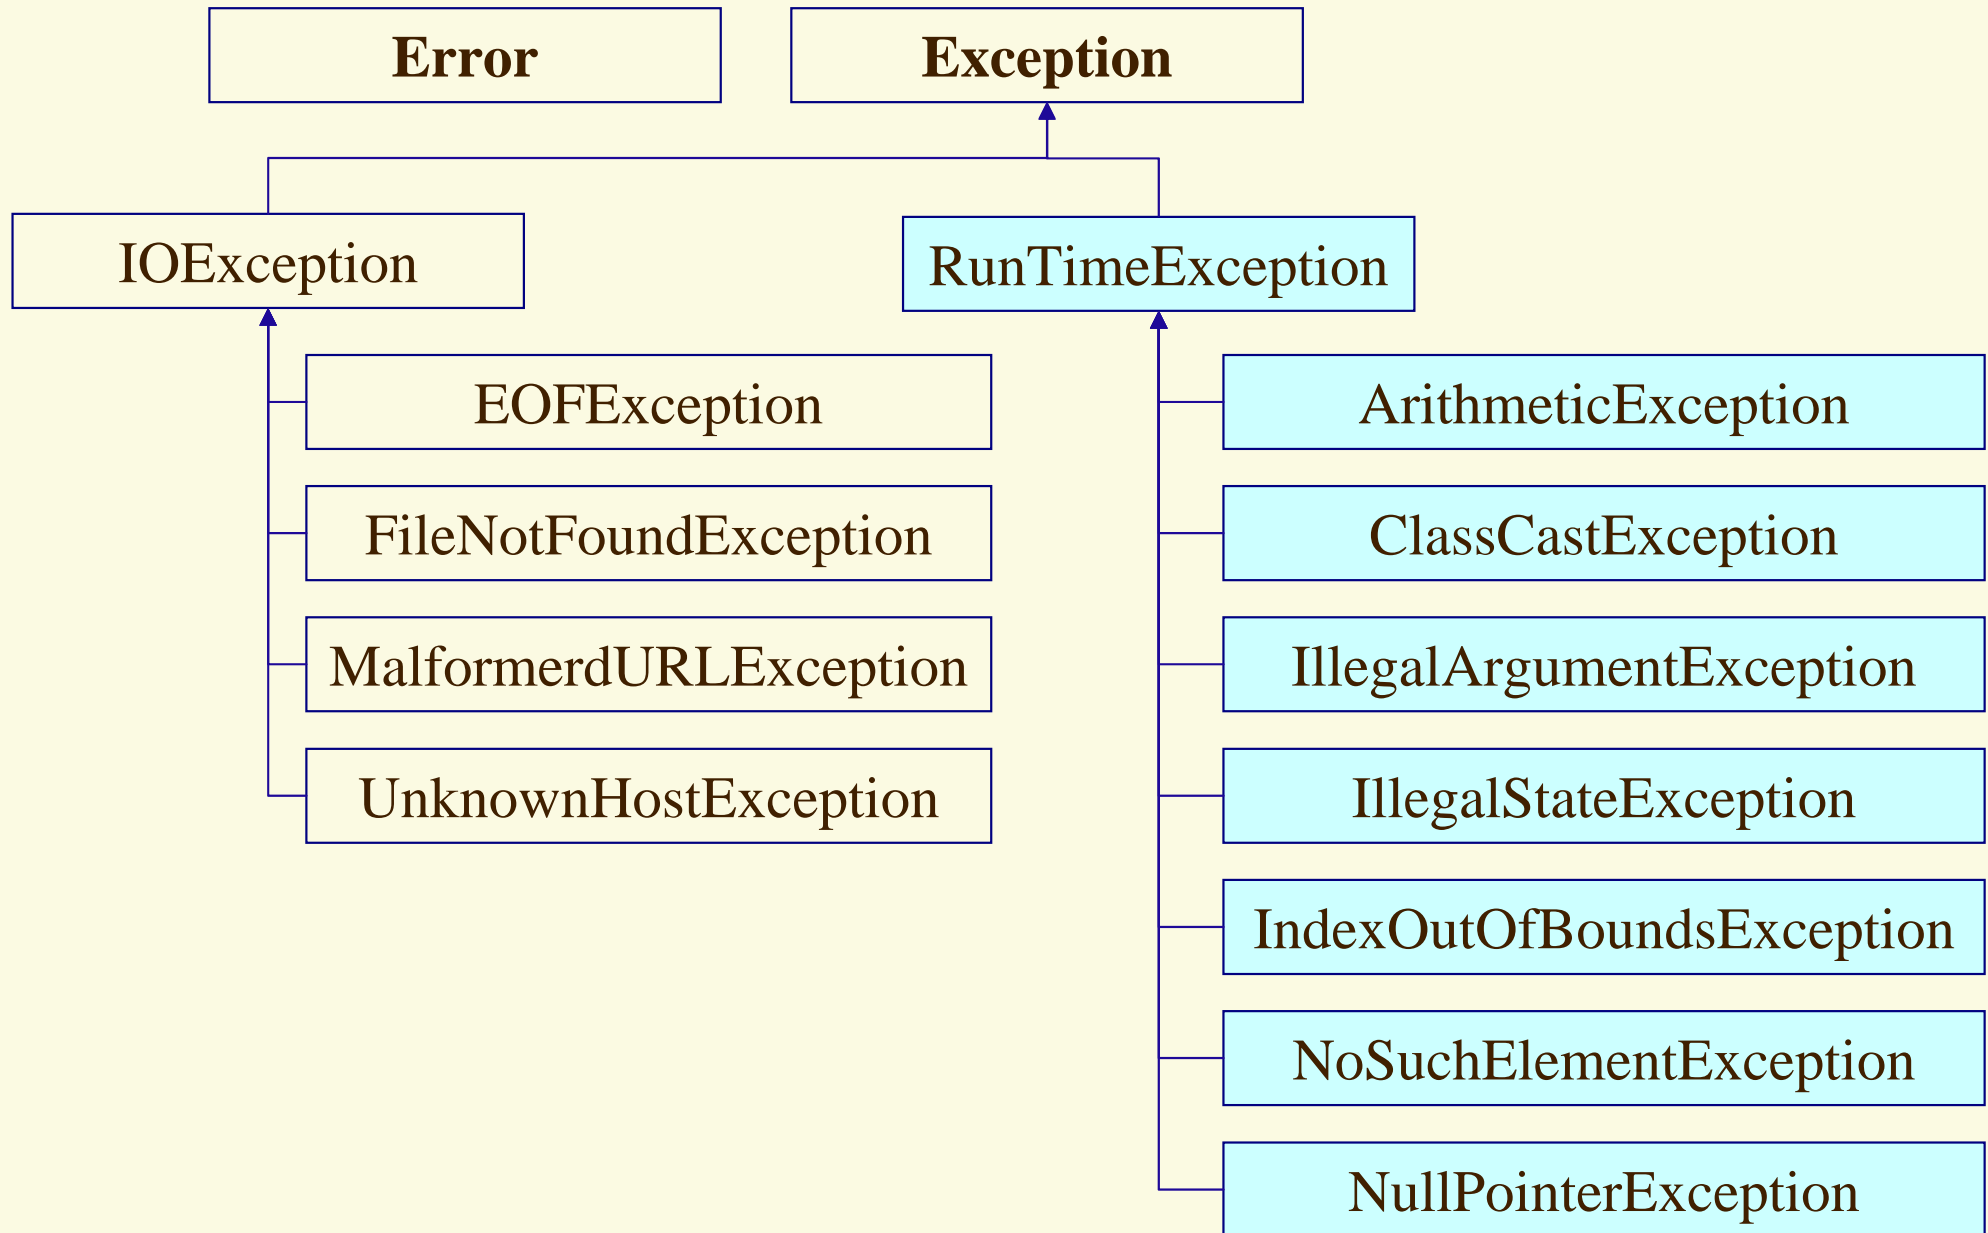 Error
Exception
IOException
RunTimeException
EOFException
FileNotFoundException
MalformerdURLException
UnknownHostException
ArithmeticException
ClassCastException
IllegalArgumentException
IllegalStateException
IndexOutOfBoundsException
NoSuchElementException
NullPointerException